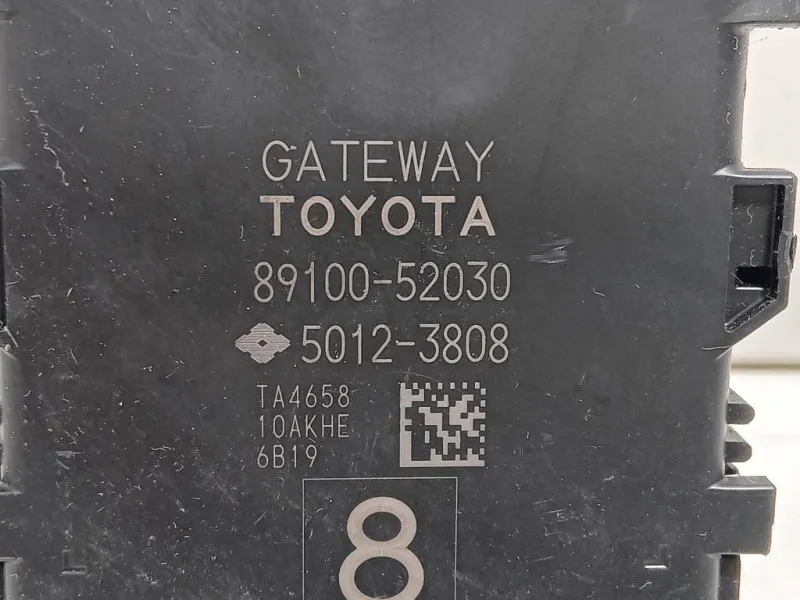 GATEWAY
TOYOTA
89100-52030
5012-3808
TA4658
10AKHE
6B19
8